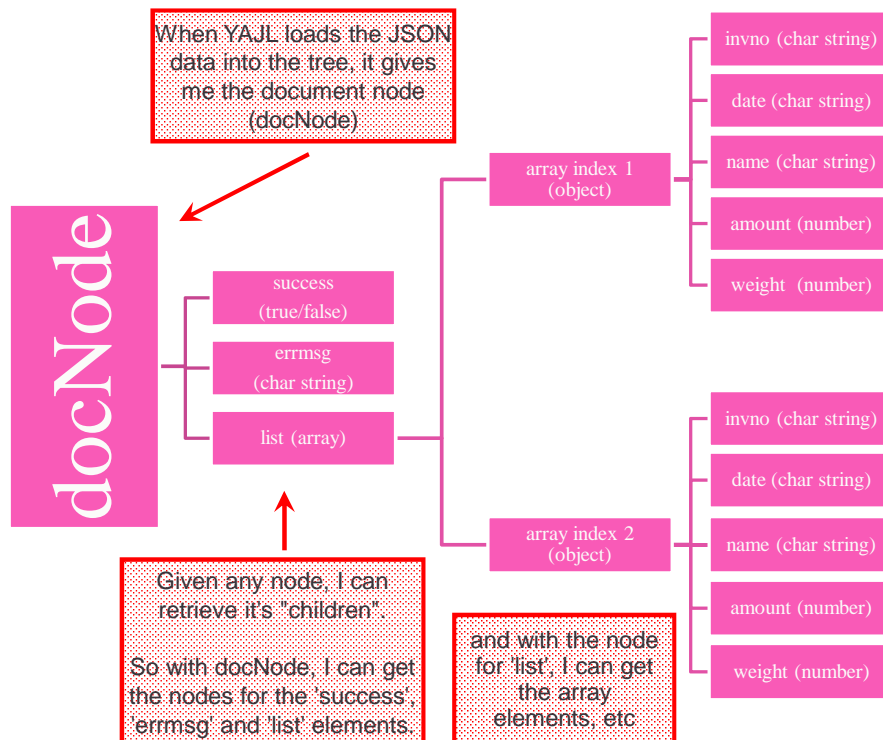 When YAJL loads the JSON
data into the tree, it gives
me the document node
(docNode)
docNode
success
(true/false)
errmsg
(char string)
list (array)
array index 1
(object)
invno (char string)
date (char string)
name (char string)
amount (number)
weight  (number)
array index 2
(object)
invno (char string)
date (char string)
name (char string)
amount (number)
weight (number)
Given any node, I can
retrieve it's "children".
So with docNode, I can get
the nodes for the 'success',
'errmsg' and 'list' elements.
and with the node
for 'list', I can get
the array
elements, etc